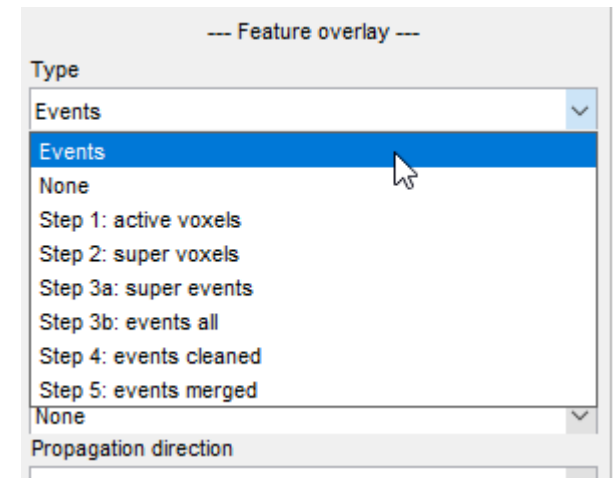 --- Feature overlay ---
Type
Events
Events
None
Step 1: active voxels
Step 2: super voxels
Step 3a: super events
Step 3b: events all
Step 4: events cleaned
Step 5: events merged
None
Propagation direction